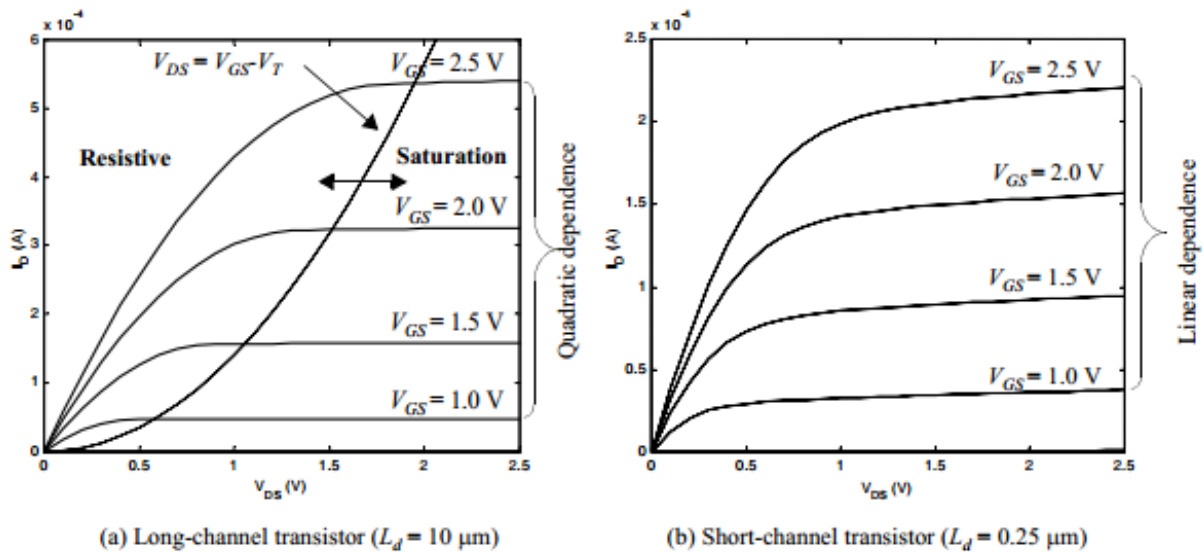 x 10⁻⁴
6
5
4
3
2
1
0
I_D (A)
V_DS = V_GS-V_T
V_GS = 2.5 V
Resistive
Saturation
V_GS = 2.0 V
V_GS = 1.5 V
V_GS = 1.0 V
Quadratic dependence
0
0.5
1
1.5
2
2.5
V_DS (V)
(a) Long-channel transistor (L_d = 10 μm)
x 10⁻⁴
2.5
2
1.5
1
0.5
0
I_D (A)
V_GS = 2.5 V
V_GS = 2.0 V
V_GS = 1.5 V
V_GS = 1.0 V
Linear dependence
0
0.5
1
1.5
2
2.5
V_DS (V)
(b) Short-channel transistor (L_d = 0.25 μm)